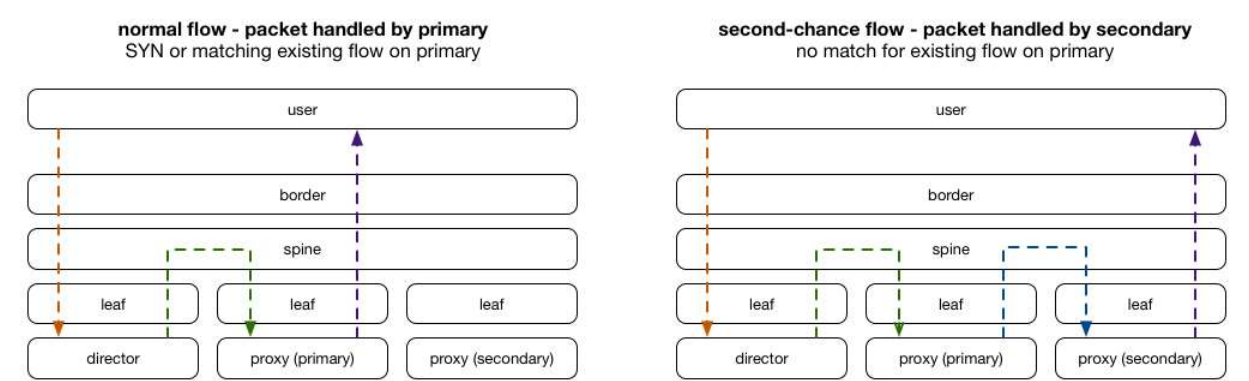 normal flow - packet handled by primary
SYN or matching existing flow on primary
user
border
spine
leaf
leaf
leaf
director
proxy (primary)
proxy (secondary)
second-chance flow - packet handled by secondary
no match for existing flow on primary
user
border
spine
leaf
leaf
leaf
director
proxy (primary)
proxy (secondary)